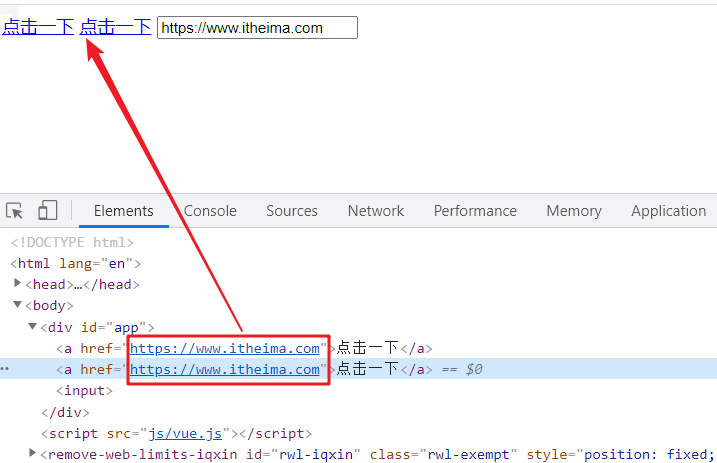 点击一下 点击一下 https://www.itheima.com
Elements Console Sources Network Performance Memory Application
<!DOCTYPE html>
<html lang="en">
▶<head>…</head>
▼<body>
▼<div id="app">
<a href="https://www.itheima.com">点击一下</a>
<a href="https://www.itheima.com">点击一下</a> == $0
<input>
</div>
<script src="js/vue.js"></script>
▶<remove-web-limits-iqxin id="rwl-iqxin" class="rwl-exempt" style="position: fixed;